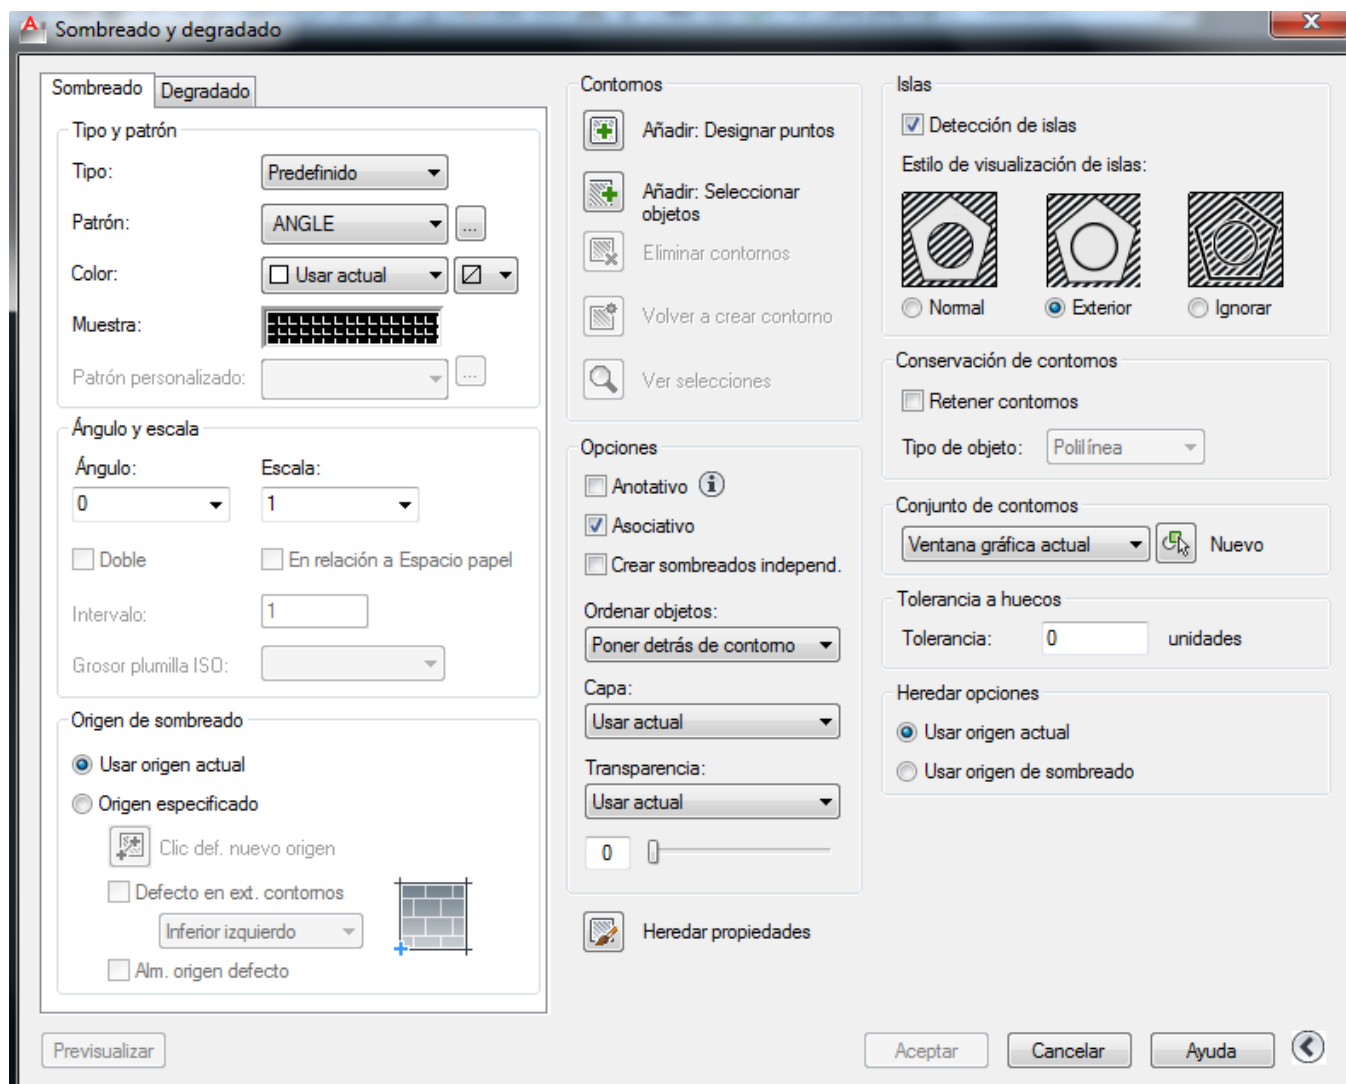 Sombreado y degradado
Sombreado
Degradado
Tipo y patrón
Tipo:
Predefinido
Patrón:
ANGLE
...
Color:
Usar actual
Muestra:
Patrón personalizado:
...
Ángulo y escala
Ángulo:
Escala:
0
1
Doble
En relación a Espacio papel
Intervalo:
1
Grosor plumilla ISO:
Origen de sombreado
Usar origen actual
Origen especificado
Clic def. nuevo origen
Defecto en ext. contornos
Inferior izquierdo
Alm. origen defecto
Previsualizar
Contornos
Añadir: Designar puntos
Añadir: Seleccionar
objetos
Eliminar contornos
Volver a crear contorno
Ver selecciones
Opciones
Anotativo
Asociativo
Crear sombreados independ.
Ordenar objetos:
Poner detrás de contorno
Capa:
Usar actual
Transparencia:
Usar actual
0
Heredar propiedades
Islas
Detección de islas
Estilo de visualización de islas:
Normal
Exterior
Ignorar
Conservación de contornos
Retener contornos
Tipo de objeto:
Polilínea
Conjunto de contornos
Ventana gráfica actual
Nuevo
Tolerancia a huecos
Tolerancia:
0
unidades
Heredar opciones
Usar origen actual
Usar origen de sombreado
Aceptar
Cancelar
Ayuda